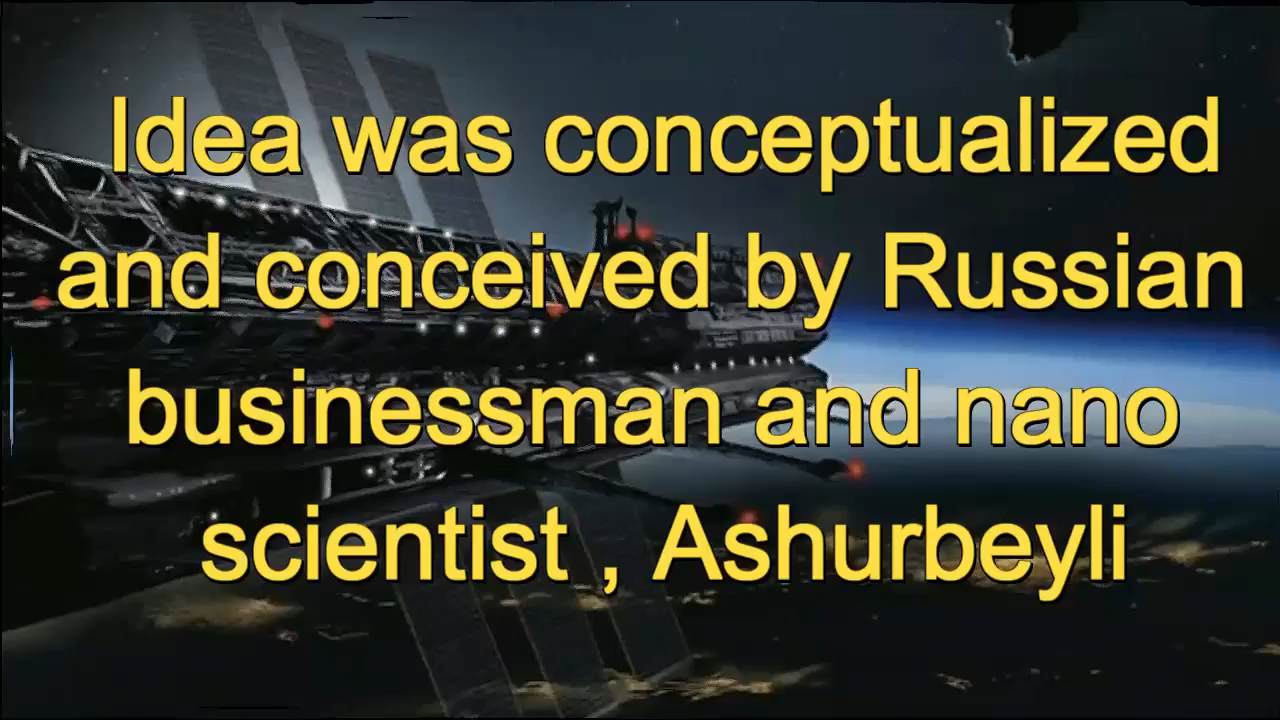 Idea was conceptualized
and conceived by Russian
businessman and nano
scientist , Ashurbeyli